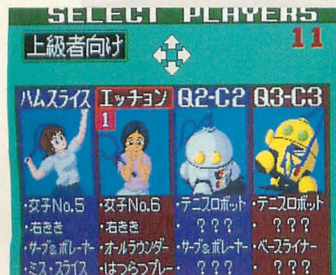 SELECT PLAYERS
上級者向け
11
ハムスライス エッチョン Q.2-C2 Q.3-C3
1
・女子No.5 ・女子No.6 ・テニスロボット ・テニスロボット
・右きき ・右きき ・??? ・???
・サーブ&ボレーナー ・オールラウンダー ・サーブ&ボレーナー ・ベースライナー
・ミス・スライス ・はつらつプレー ・??? ・???